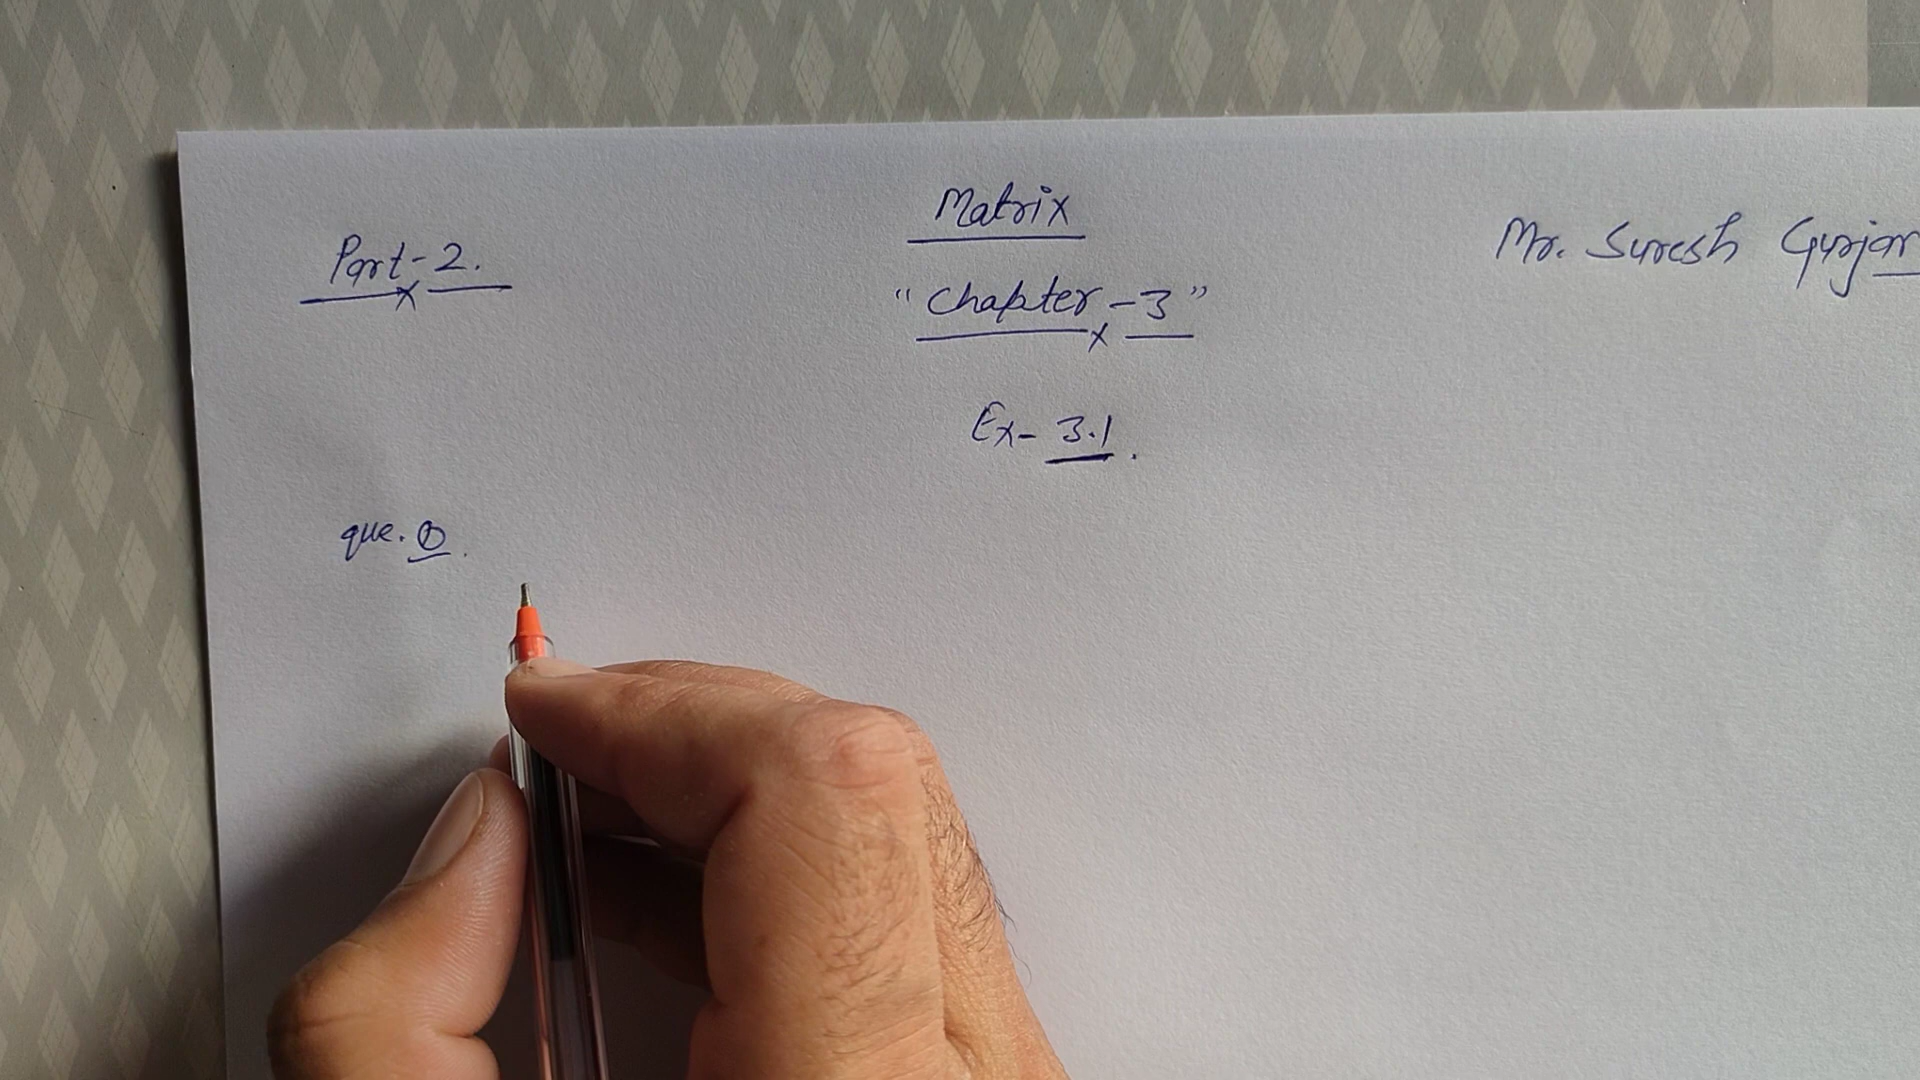 Matrix
Part-2.
Mr. Suresh Gurjar
"Chapter-3"
Ex-3.1.
que. ①.